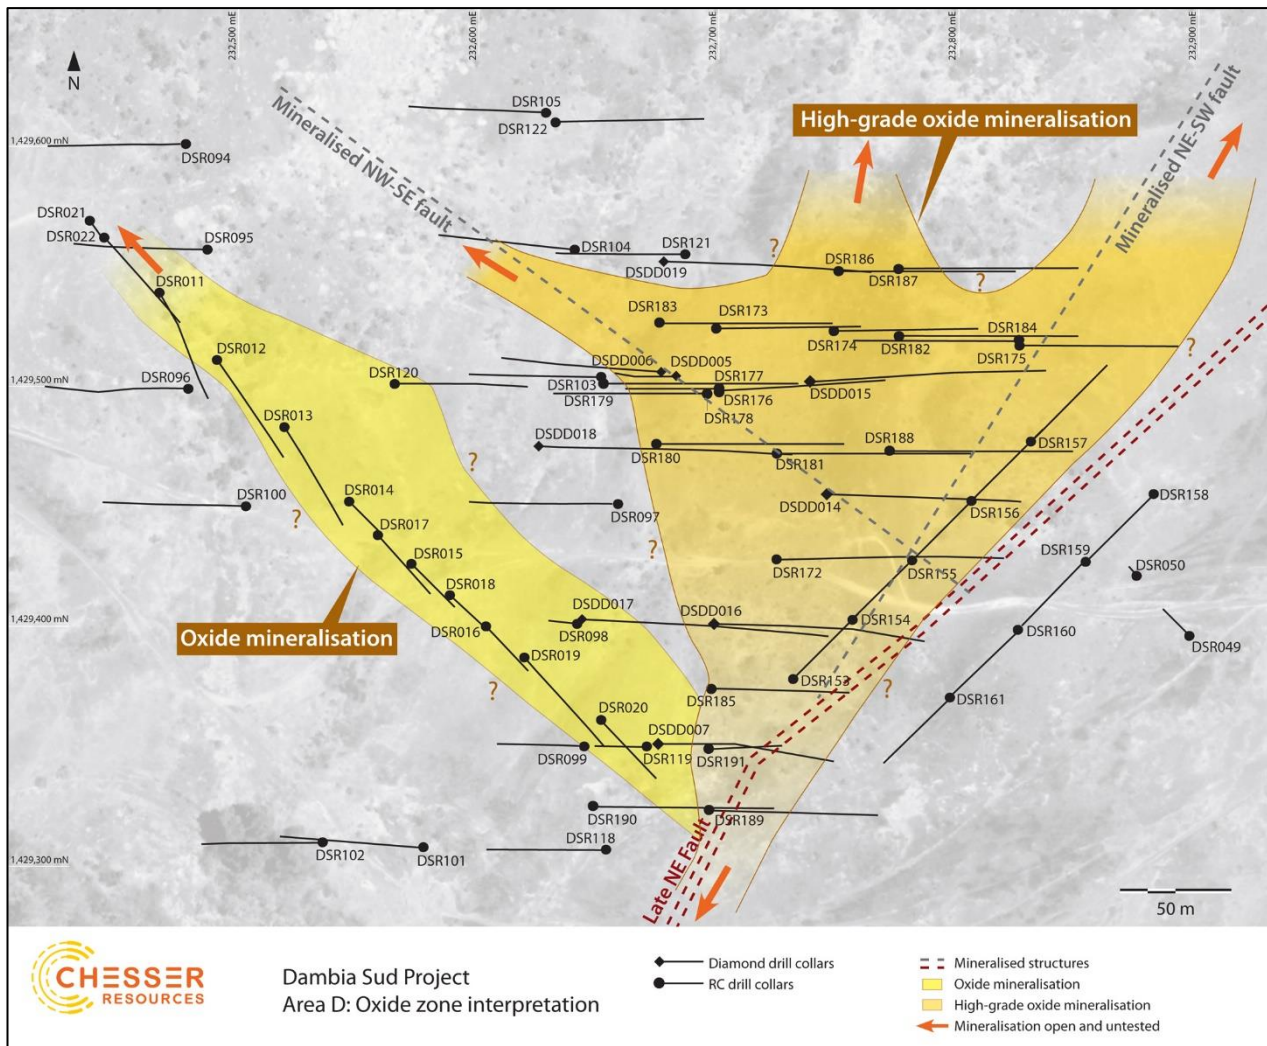 232,500 mE
232,600 mE
232,700 mE
232,800 mE
232,900 mE
N
1,429,600 mN
1,429,500 mN
1,429,400 mN
1,429,300 mN
Mineralised NW-SE fault
High-grade oxide mineralisation
Mineralised NE-SW fault
DSR105
DSR122
DSR094
DSR021
DSR022
DSR095
DSR104
DSR121
DSDD019
?
DSR186
DSR187
?
DSR011
DSR183
DSR173
DSR174
DSR182
DSR184
DSR175
?
DSR012
DSR120
DSDD006
DSDD005
DSR096
DSR103
DSR177
DSR179
DSR176
DSR178
DSDD015
DSR013
DSDD018
DSR180
DSR181
DSR188
DSR157
?
DSR014
DSR100
?
DSR097
DSDD014
DSR156
DSR158
DSR017
?
DSR015
DSR172
DSR155
DSR159
DSR050
DSR018
DSDD017
DSDD016
DSR016
DSR098
DSR154
DSR160
DSR049
Oxide mineralisation
DSR019
?
DSR185
DSR153
?
DSR161
DSR020
DSDD007
DSR099
DSR119
DSR191
DSR190
DSR189
DSR118
DSR102
DSR101
Late NE Fault
50 m
CHESSER
RESOURCES
Dambia Sud Project
Area D: Oxide zone interpretation
Diamond drill collars
RC drill collars
Mineralised structures
Oxide mineralisation
High-grade oxide mineralisation
Mineralisation open and untested